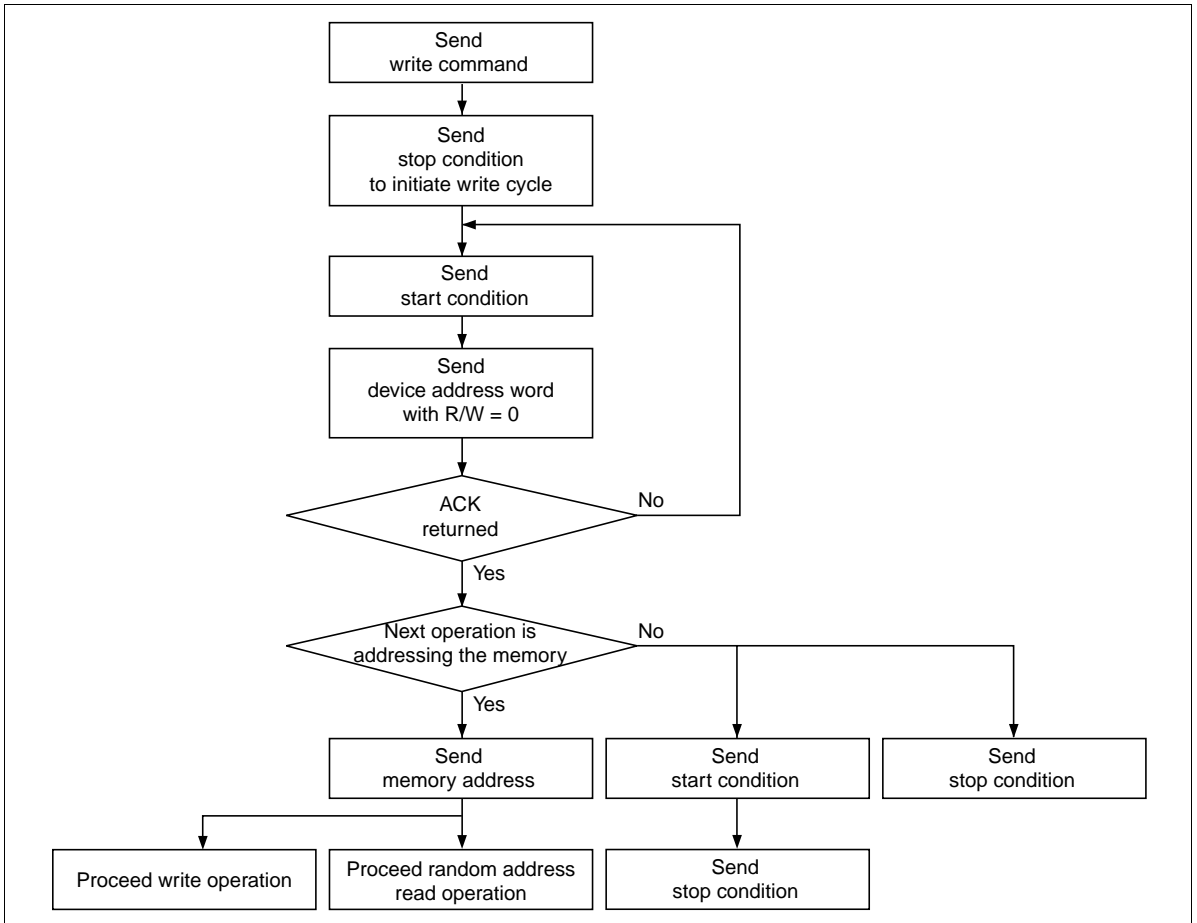 Send
write command
Send
stop condition
to initiate write cycle
Send
start condition
Send
device address word
with R/W = 0
ACK
returned
No
Yes
Next operation is
addressing the memory
No
Yes
Send
memory address
Send
start condition
Send
stop condition
Proceed write operation
Proceed random address
read operation
Send
stop condition